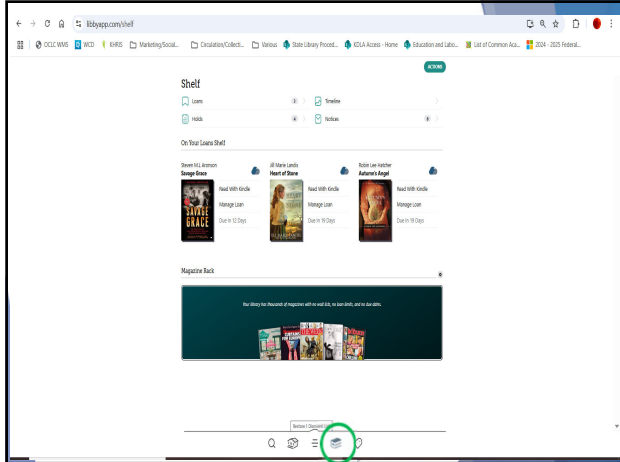 libbyapp.com/shelf
OCLC WMS WCD KHRIS Marketing/Social... Circulation/Collecti... Various State Library Proced... KDLA Access - Home Education and Labo... List of Common Aca... 2024 - 2025 Federal...
ACTIONS
Shelf
Loans Timeline
Holds Notices
On Your Loans Shelf
Steven M.L Aronson Jill Marie Landis Robin Lee Hatcher
Savage Grace Heart of Stone Autumn's Angel
Read With Kindle Read With Kindle Read With Kindle
Manage Loan Manage Loan Manage Loan
SAVAGE
GRACE
HEART
STONE
Due In 12 Days Due In 19 Days Due In 19 Days
Magazine Rack
Your library has thousands of magazines with no wait lists, no loan limits, and no due dates.